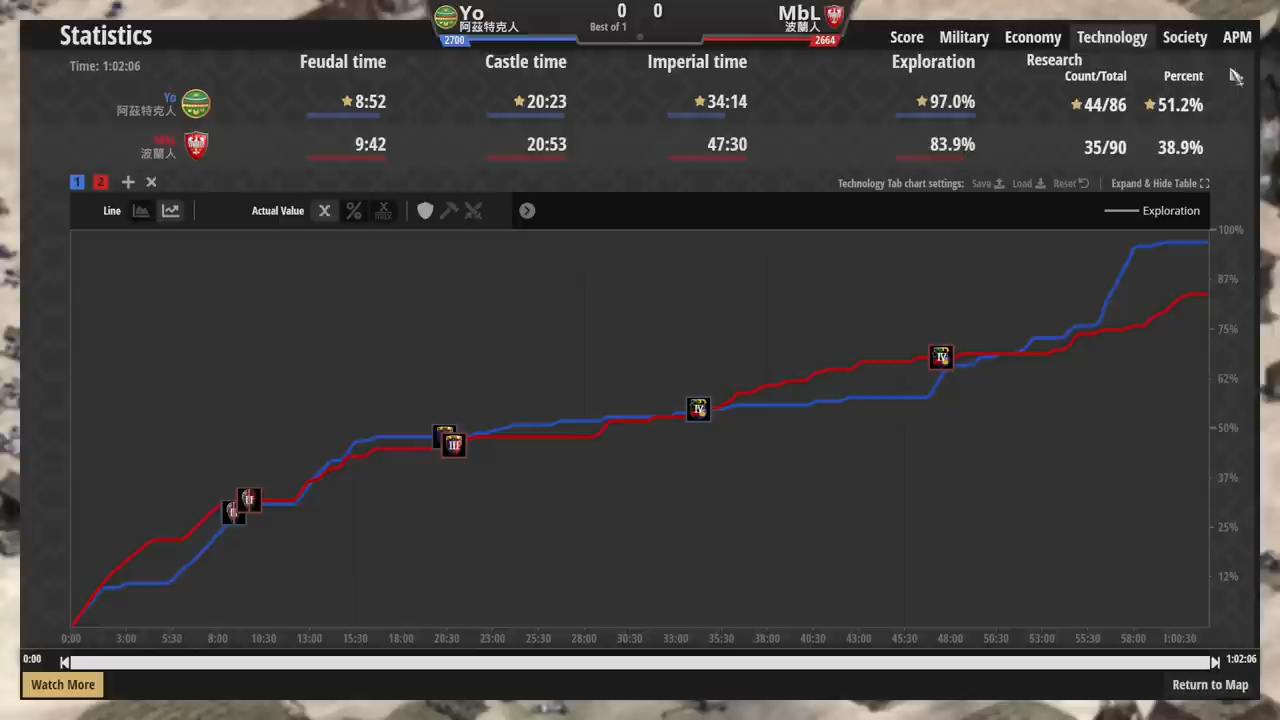 Yo
阿茲特克人
2700
0 0
Best of 1
MbL
波蘭人
2664
Statistics
Score Military Economy Technology Society APM
Time: 1:02:06
Feudal time Castle time Imperial time Exploration Research
Count/Total Percent
Yo
阿茲特克人
8:52 20:23 34:14 97.0% 44/86 51.2%
MbL
波蘭人
9:42 20:53 47:30 83.9% 35/90 38.9%
1 2
Technology Tab chart settings: Save Load Reset Expand & Hide Table
Line Actual Value X % X MAX
Exploration
100%
87%
75%
62%
50%
37%
25%
12%
II
III
IV
IV
0:00 3:00 5:30 8:00 10:30 13:00 15:30 18:00 20:30 23:00 25:30 28:00 30:30 33:00 35:30 38:00 40:30 43:00 45:30 48:00 50:30 53:00 55:30 58:00 1:00:30
0:00 1:02:06
Watch More
Return to Map